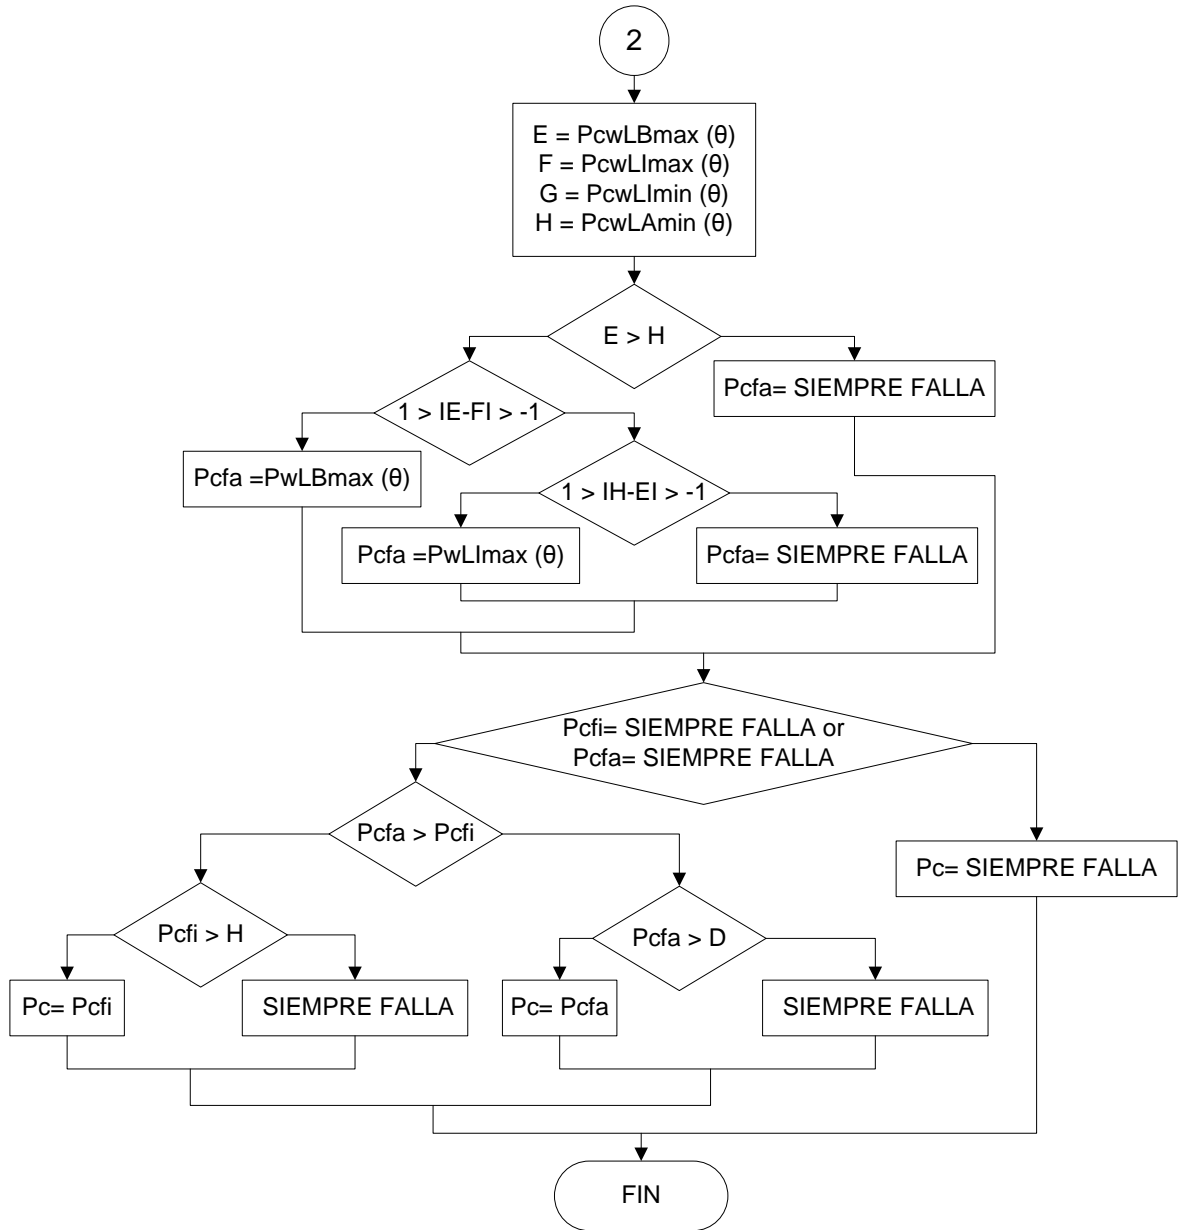 2
E = PcwLBmax (θ)
F = PcwLImax (θ)
G = PcwLImin (θ)
H = PcwLAmin (θ)
E > H
Pcfa= SIEMPRE FALLA
1 > IE-FI > -1
Pcfa =PwLBmax (θ)
1 > IH-EI > -1
Pcfa =PwLImax (θ)
Pcfa= SIEMPRE FALLA
Pcfi= SIEMPRE FALLA or
Pcfa= SIEMPRE FALLA
Pcfa > Pcfi
Pc= SIEMPRE FALLA
Pcfi > H
Pcfa > D
Pc= Pcfi
SIEMPRE FALLA
Pc= Pcfa
SIEMPRE FALLA
FIN